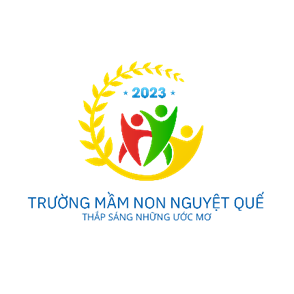 * 2023 *
TRƯỜNG MẦM NON NGUYỆT QUẾ
THẮP SÁNG NHỮNG ƯỚC MƠ